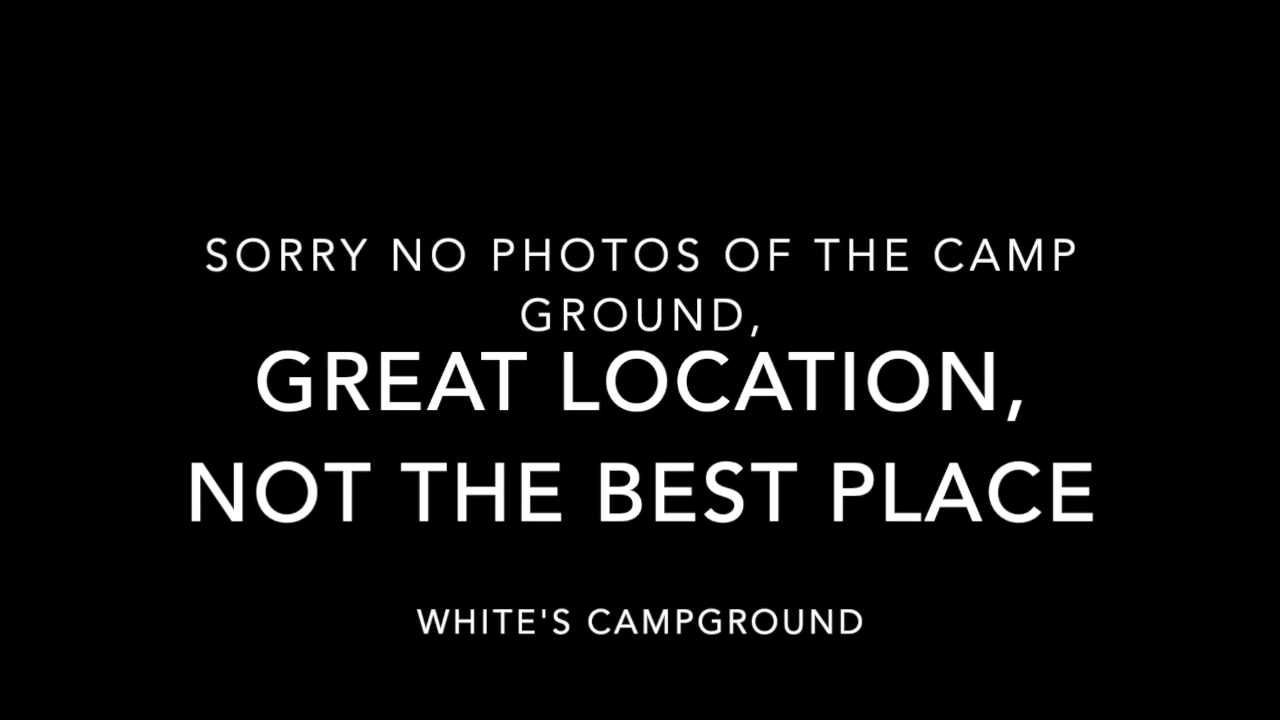 SORRY NO PHOTOS OF THE CAMP
GROUND,
GREAT LOCATION,
NOT THE BEST PLACE
WHITE'S CAMPGROUND